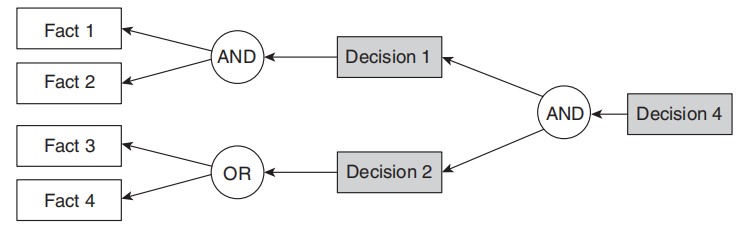 Fact 1
Fact 2
AND
Decision 1
Fact 3
Fact 4
OR
Decision 2
AND
Decision 4